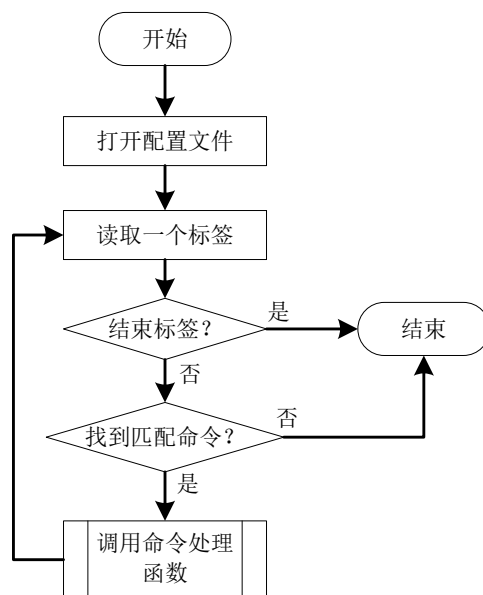 开始
打开配置文件
读取一个标签
结束标签？
是
结束
否
找到匹配命令？
否
是
调用命令处理
函数